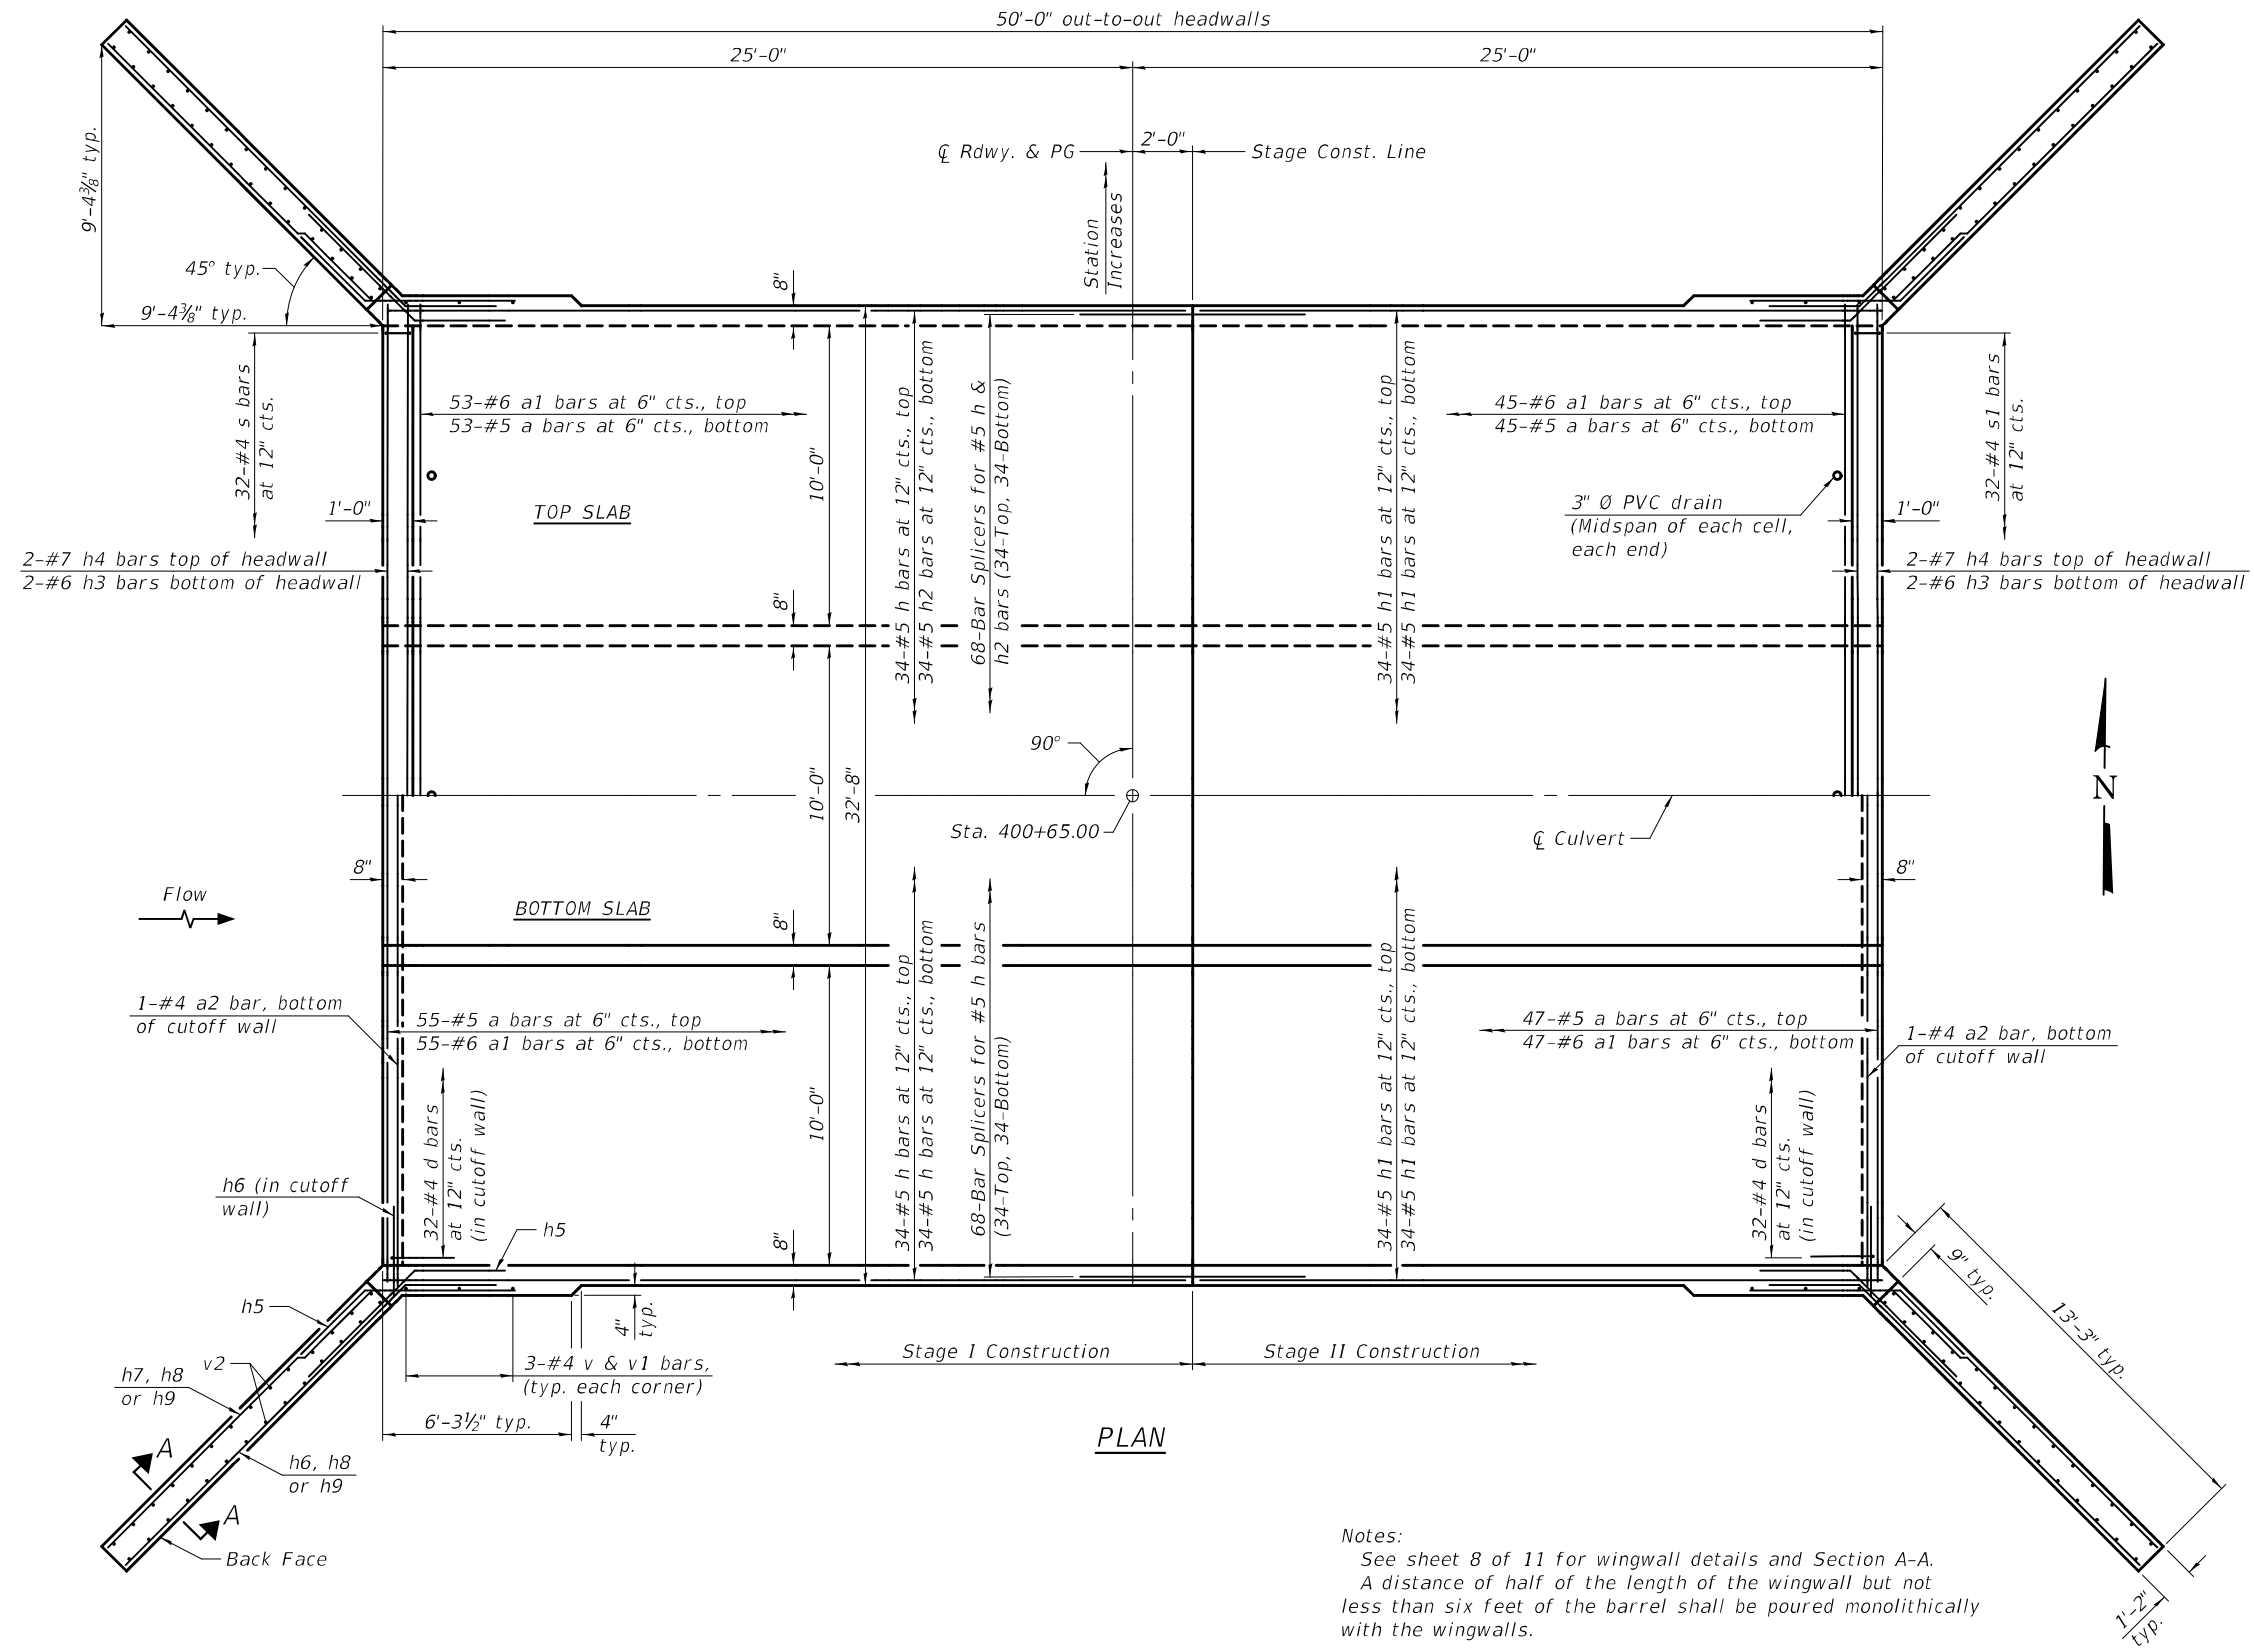 50'-0" out-to-out headwalls
25'-0"
25'-0"
9'-4⅜" typ.
℄ Rdwy. & PG
2'-0"
Stage Const. Line
Station
Increases
45° typ.
9'-4⅜" typ.
8"
32-#4 s bars
at 12" cts.
53-#6 a1 bars at 6" cts., top
53-#5 a bars at 6" cts., bottom
10'-0"
34-#5 h bars at 12" cts., top
34-#5 h2 bars at 12" cts., bottom
68-Bar Splicers for #5 h &
h2 bars (34-Top, 34-Bottom)
34-#5 h1 bars at 12" cts., top
34-#5 h1 bars at 12" cts., bottom
45-#6 a1 bars at 6" cts., top
45-#5 a bars at 6" cts., bottom
32-#4 s1 bars
at 12" cts.
1'-0"
TOP SLAB
3" Ø PVC drain
(Midspan of each cell,
each end)
1'-0"
2-#7 h4 bars top of headwall
2-#6 h3 bars bottom of headwall
2-#7 h4 bars top of headwall
2-#6 h3 bars bottom of headwall
8"
90°
10'-0"
32'-8"
Sta. 400+65.00
℄ Culvert
N
8"
8"
Flow
BOTTOM SLAB
8"
34-#5 h bars at 12" cts., top
34-#5 h bars at 12" cts., bottom
68-Bar Splicers for #5 h bars
(34-Top, 34-Bottom)
34-#5 h1 bars at 12" cts., top
34-#5 h1 bars at 12" cts., bottom
1-#4 a2 bar, bottom
of cutoff wall
55-#5 a bars at 6" cts., top
55-#6 a1 bars at 6" cts., bottom
47-#5 a bars at 6" cts., top
47-#6 a1 bars at 6" cts., bottom
1-#4 a2 bar, bottom
of cutoff wall
10'-0"
32-#4 d bars
at 12" cts.
(in cutoff wall)
32-#4 d bars
at 12" cts.
(in cutoff wall)
h6 (in cutoff
wall)
h5
8"
9" typ.
13'-3" typ.
h5
4"
typ.
Stage I Construction
Stage II Construction
v2
h7, h8
or h9
3-#4 v & v1 bars,
(typ. each corner)
6'-3½" typ.
4"
typ.
PLAN
A
h6, h8
or h9
A
Back Face
Notes:
See sheet 8 of 11 for wingwall details and Section A-A.
A distance of half of the length of the wingwall but not
less than six feet of the barrel shall be poured monolithically
with the wingwalls.
1'-2"
typ.